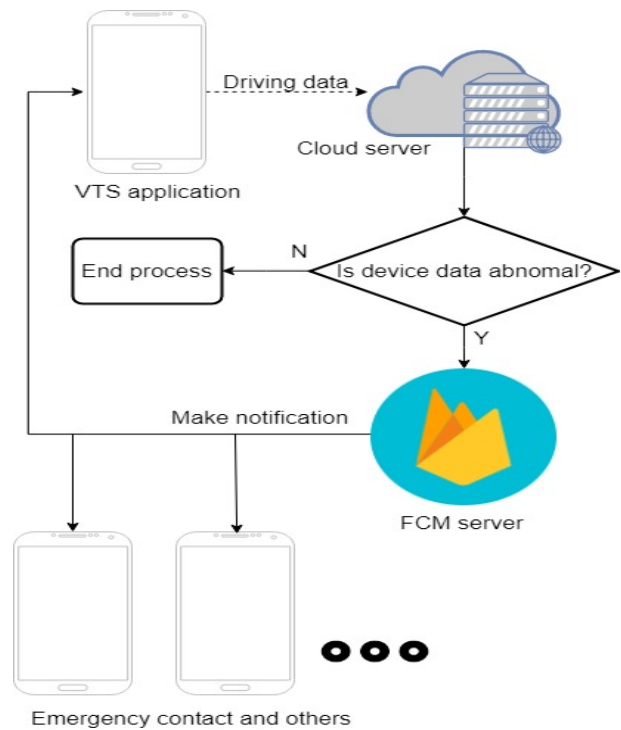 Driving data
Cloud server
VTS application
N
End process
Is device data abnomal?
Y
Make notification
FCM server
Emergency contact and others